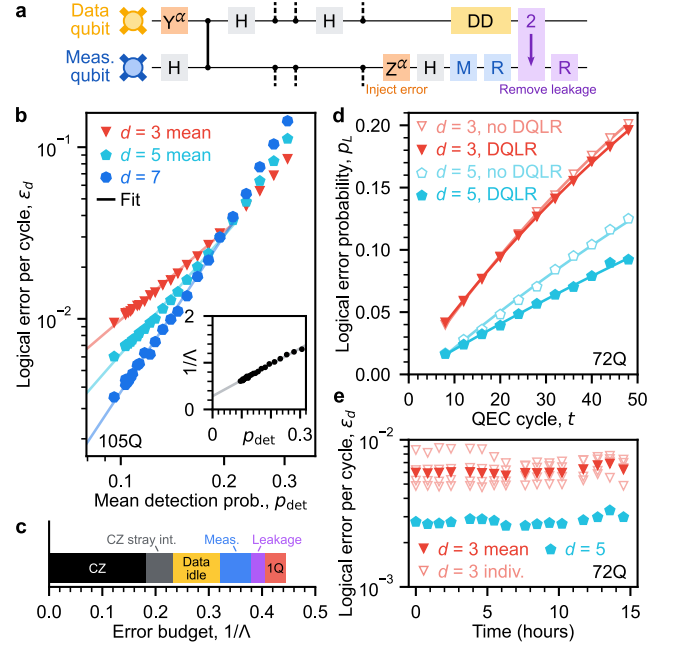 a
Data qubit
Y^α
H
H
DD
2
Meas. qubit
H
Z^α
H
M
R
R
Inject error
Remove leakage
b
Logical error per cycle, ε_d
10⁻¹
10⁻²
d = 3 mean
d = 5 mean
d = 7
Fit
1/Λ
2
1
0
0
0.3
p_det
105Q
0.1
0.2
0.3
Mean detection prob., p_det
c
CZ stray int.
Meas.
Leakage
CZ
Data idle
1Q
0.0
0.1
0.2
0.3
0.4
0.5
Error budget, 1/Λ
d
Logical error probability, p_L
0.20
0.15
0.10
0.05
0.00
d = 3, no DQLR
d = 3, DQLR
d = 5, no DQLR
d = 5, DQLR
72Q
0
10
20
30
40
50
QEC cycle, t
e
Logical error per cycle, ε_d
10⁻²
10⁻³
d = 3 mean
d = 5
d = 3 indiv.
72Q
0
5
10
15
Time (hours)